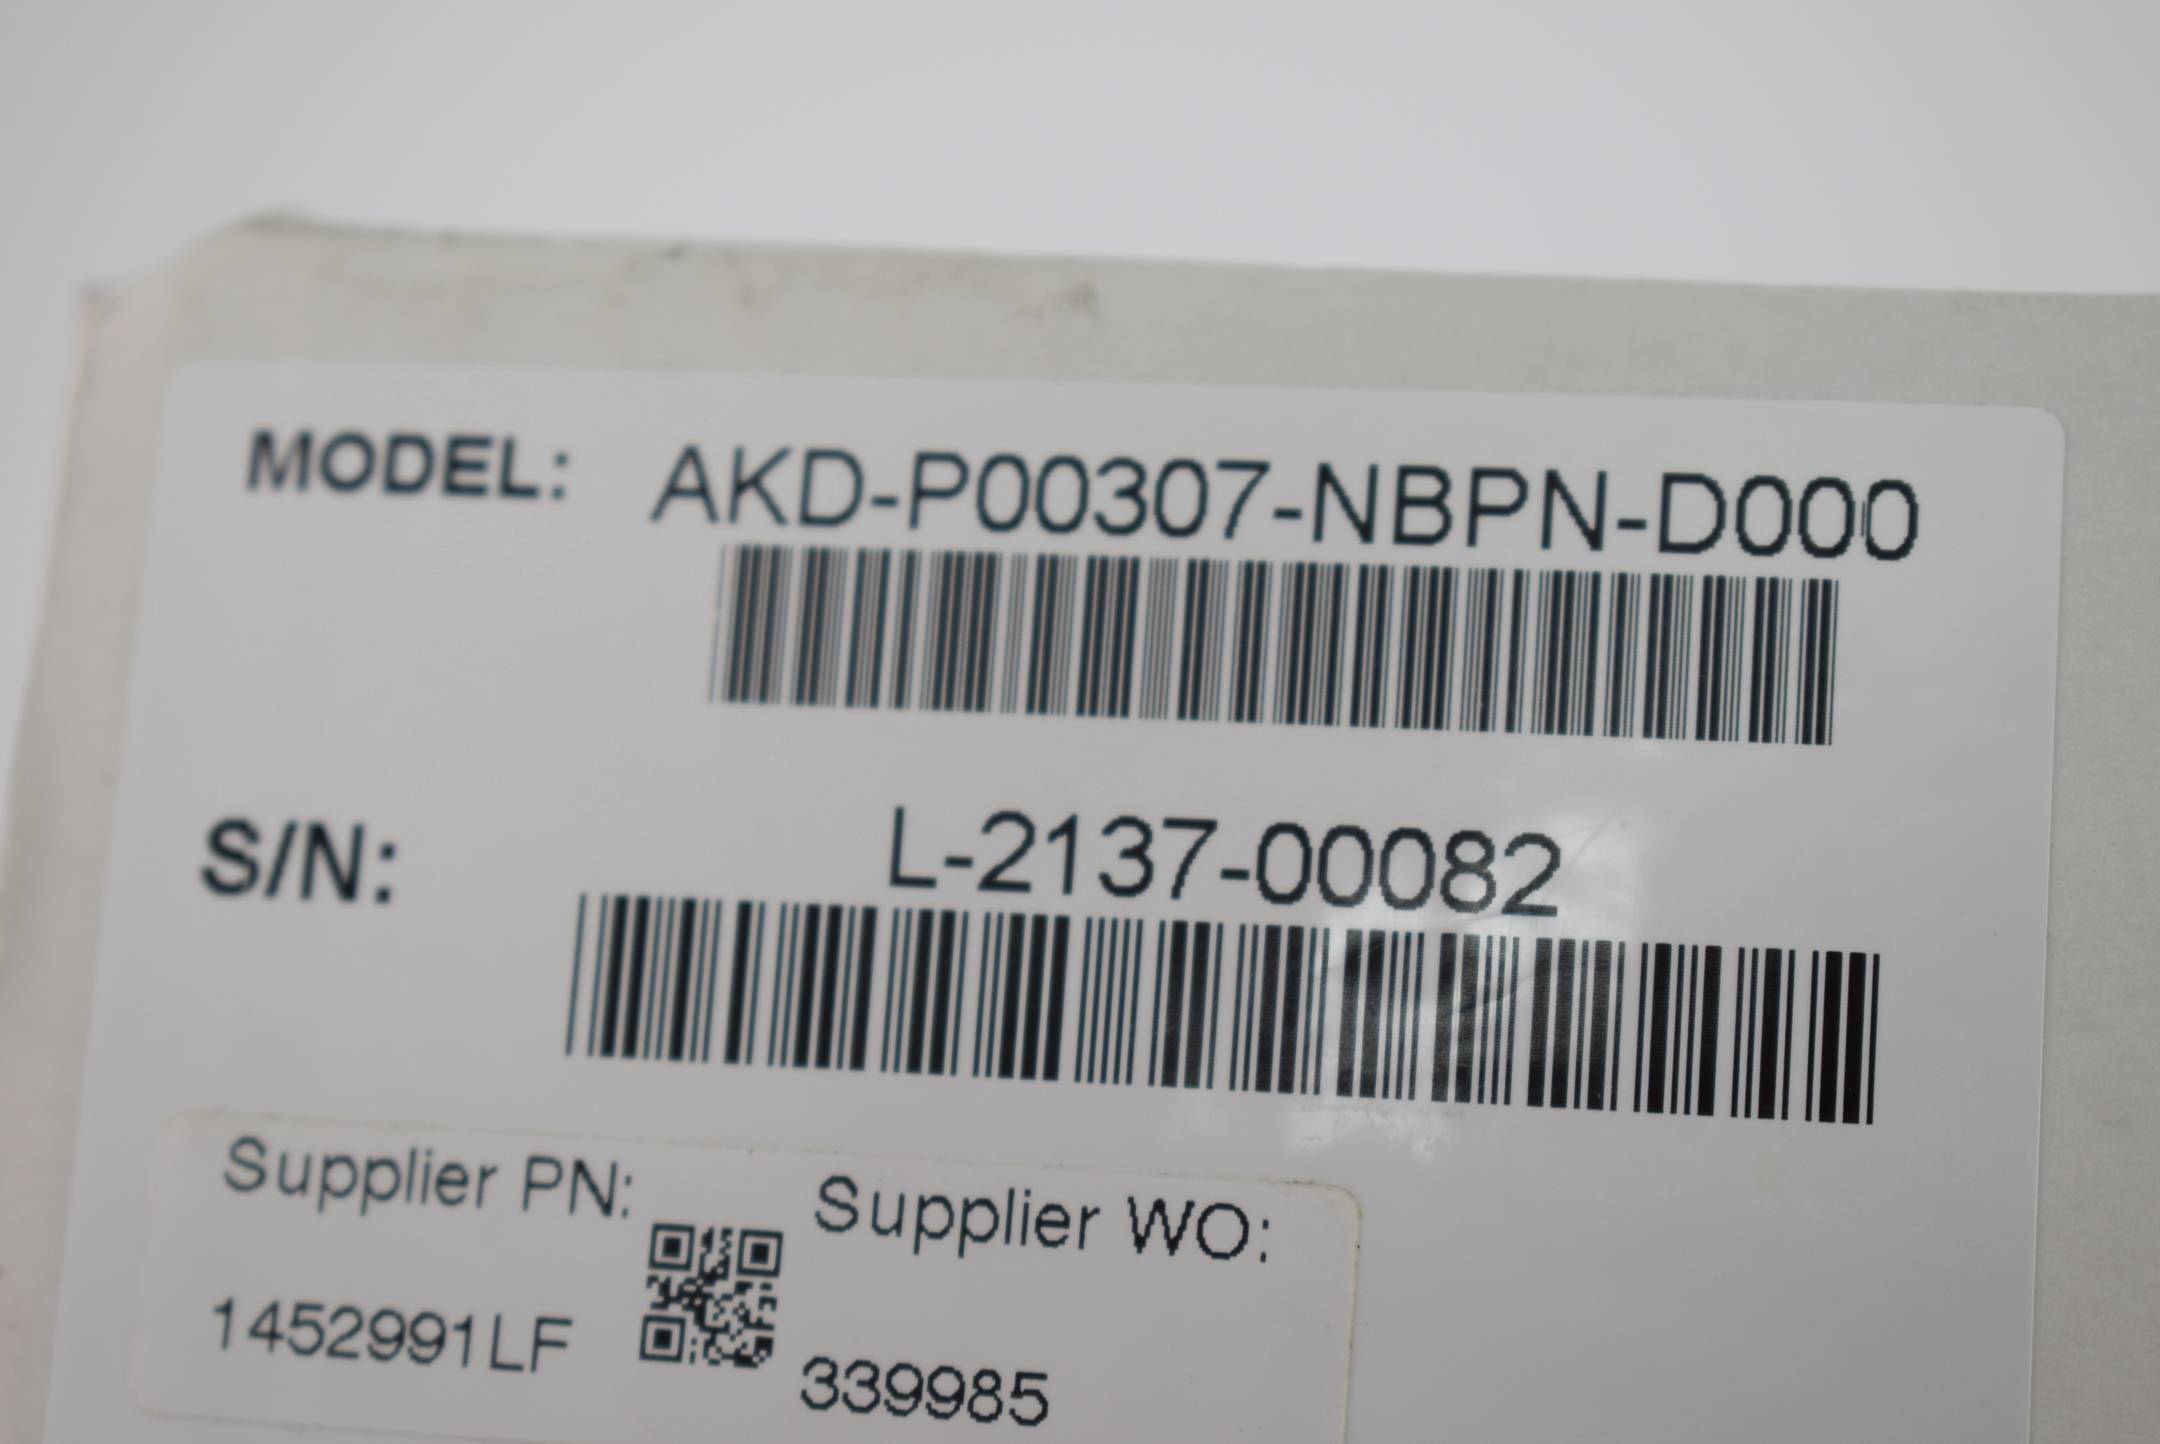 MODEL: AKD-P00307-NBPN-D000
S/N: L-2137-00082
Supplier PN: Supplier WO:
1452991LF 339985